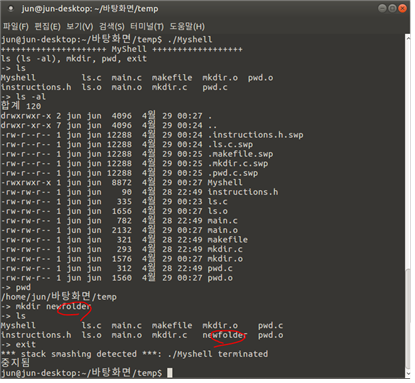 jun@jun-desktop: ~/바탕화면/temp
파일(F) 편집(E) 보기(V) 검색(S) 터미널(T) 도움말(H)
jun@jun-desktop:~/바탕화면/temp$ ./Myshell
++++++++++++++++++++ MyShell +++++++++++++++++
ls (ls -al), mkdir, pwd, exit
-> ls
Myshell ls.c main.c makefile mkdir.o pwd.o
instructions.h ls.o main.o mkdir.c pwd.c
-> ls -al
합계 120
drwxrwxr-x 2 jun jun 4096 4월 29 00:27 .
drwxr-xr-x 7 jun jun 4096 4월 29 00:24 ..
-rw-r--r-- 1 jun jun 12288 4월 29 00:24 .instructions.h.swp
-rw-r--r-- 1 jun jun 12288 4월 29 00:24 .ls.c.swp
-rw-r--r-- 1 jun jun 12288 4월 29 00:25 .makefile.swp
-rw-r--r-- 1 jun jun 12288 4월 29 00:25 .mkdir.c.swp
-rw-r--r-- 1 jun jun 12288 4월 29 00:25 .pwd.c.swp
-rwxrwxr-x 1 jun jun 8872 4월 29 00:27 Myshell
-rw-rw-r-- 1 jun jun 90 4월 28 22:49 instructions.h
-rw-rw-r-- 1 jun jun 335 4월 29 00:23 ls.c
-rw-rw-r-- 1 jun jun 1656 4월 29 00:27 ls.o
-rw-rw-r-- 1 jun jun 782 4월 28 22:44 main.c
-rw-rw-r-- 1 jun jun 2132 4월 29 00:27 main.o
-rw-rw-r-- 1 jun jun 321 4월 28 22:44 makefile
-rw-rw-r-- 1 jun jun 293 4월 28 22:44 mkdir.c
-rw-rw-r-- 1 jun jun 1576 4월 29 00:27 mkdir.o
-rw-rw-r-- 1 jun jun 312 4월 28 22:44 pwd.c
-rw-rw-r-- 1 jun jun 1560 4월 29 00:27 pwd.o
-> pwd
/home/jun/바탕화면/temp
-> mkdir newfolder
-> ls
Myshell ls.c main.c makefile mkdir.o pwd.c
instructions.h ls.o main.o mkdir.c newfolder pwd.o
-> exit
*** stack smashing detected ***: ./Myshell terminated
중지됨
jun@jun-desktop:~/바탕화면/temp$